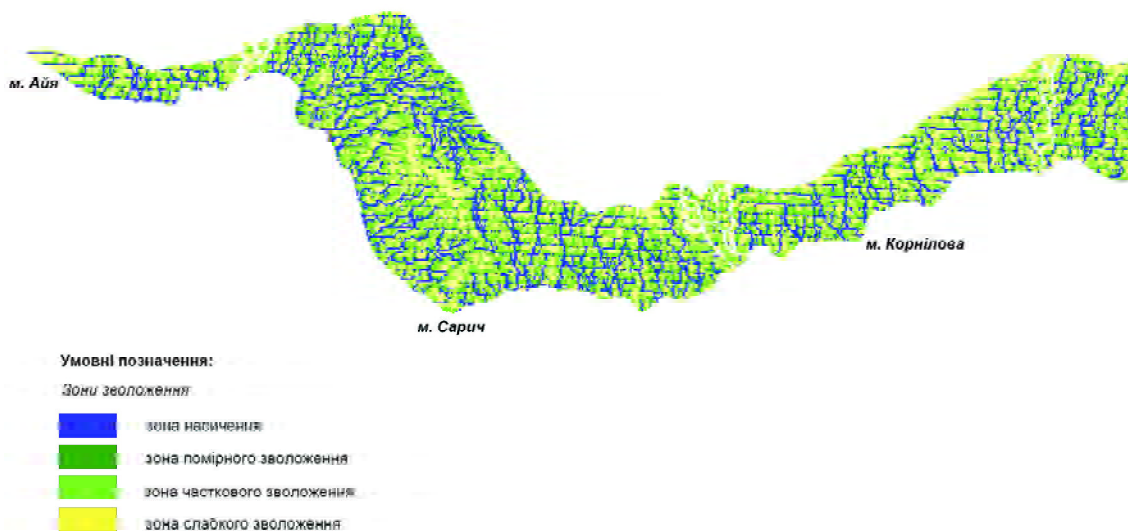 м. Айя
м. Корнілова
м. Сарич
Умовні позначення:
Зони зволоження
зона насичення
зона помірного зволоження
зона часткового зволоження
зона слабкого зволоження